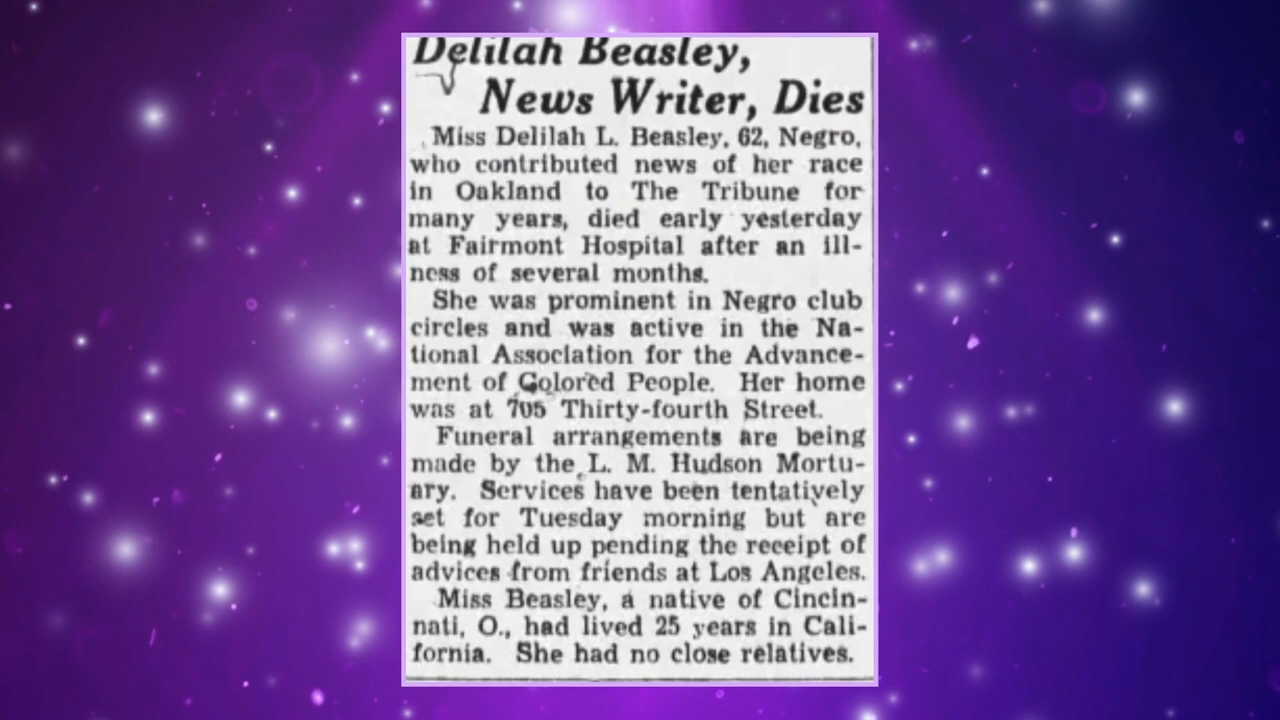 Delilah Beasley,
News Writer, Dies
Miss Delilah L. Beasley, 62, Negro,
who contributed news of her race
in Oakland to The Tribune for
many years, died early yesterday
at Fairmont Hospital after an ill-
ness of several months.
She was prominent in Negro club
circles and was active in the Na-
tional Association for the Advance-
ment of Colored People. Her home
was at 705 Thirty-fourth Street.
Funeral arrangements are being
made by the L. M. Hudson Mortu-
ary. Services have been tentatively
set for Tuesday morning but are
being held up pending the receipt of
advices from friends at Los Angeles.
Miss Beasley, a native of Cincin-
nati, O., had lived 25 years in Cali-
fornia. She had no close relatives.